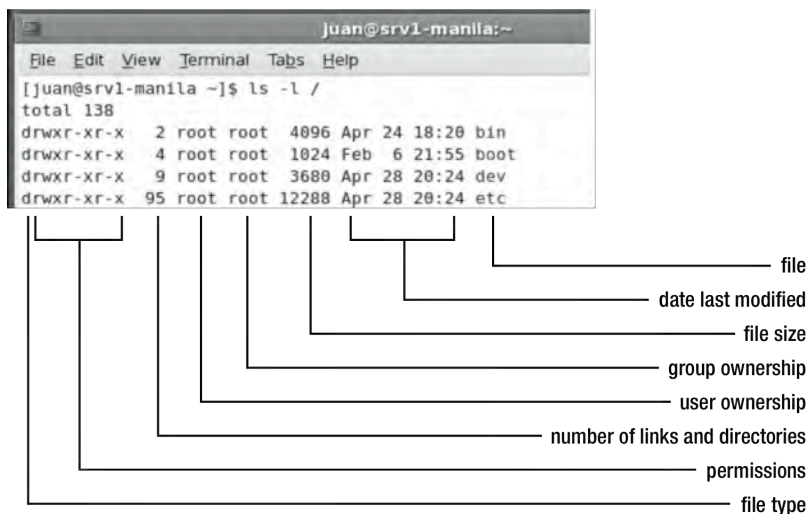 juan@srv1-manila:~
File Edit View Terminal Tabs Help
[juan@srv1-manila ~]$ ls -l /
total 138
drwxr-xr-x 2 root root 4096 Apr 24 18:20 bin
drwxr-xr-x 4 root root 1024 Feb 6 21:55 boot
drwxr-xr-x 9 root root 3680 Apr 28 20:24 dev
drwxr-xr-x 95 root root 12288 Apr 28 20:24 etc
file
date last modified
file size
group ownership
user ownership
number of links and directories
permissions
file type